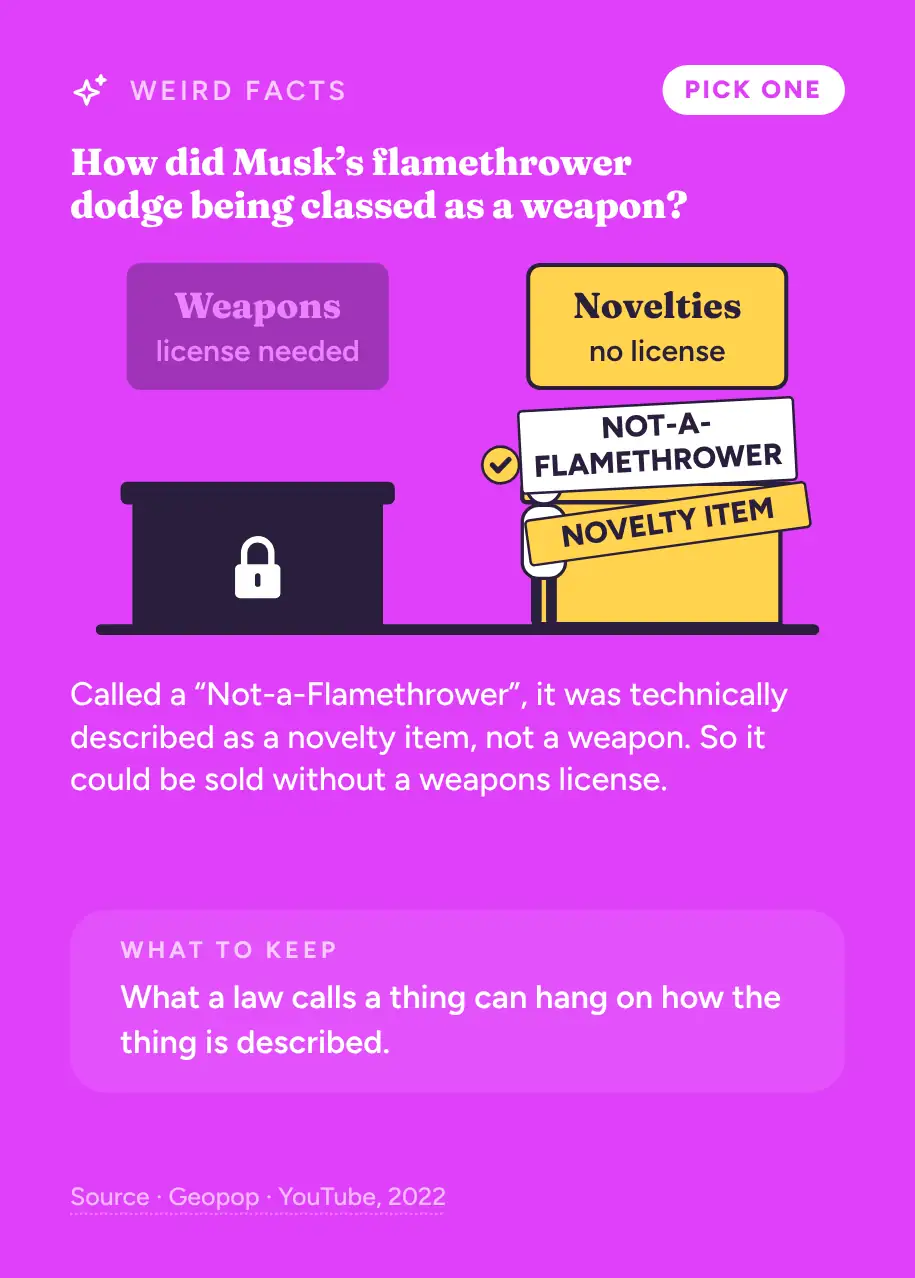 WEIRD FACTS
PICK ONE
How did Musk’s flamethrower
dodge being classed as a weapon?
Weapons
license needed
Novelties
no license
NOT-A-
FLAMETHROWER
NOVELTY ITEM
Called a “Not-a-Flamethrower”, it was technically
described as a novelty item, not a weapon. So it
could be sold without a weapons license.
WHAT TO KEEP
What a law calls a thing can hang on how the
thing is described.
Source · Geopop · YouTube, 2022